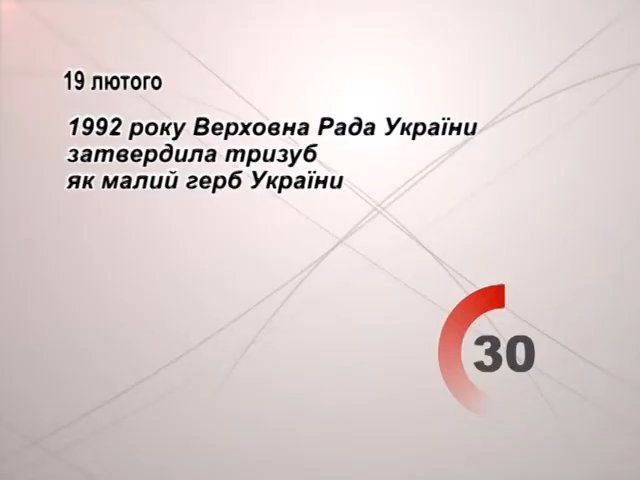 19 лютого
1992 року Верховна Рада України
затвердила тризуб
як малий герб України
30